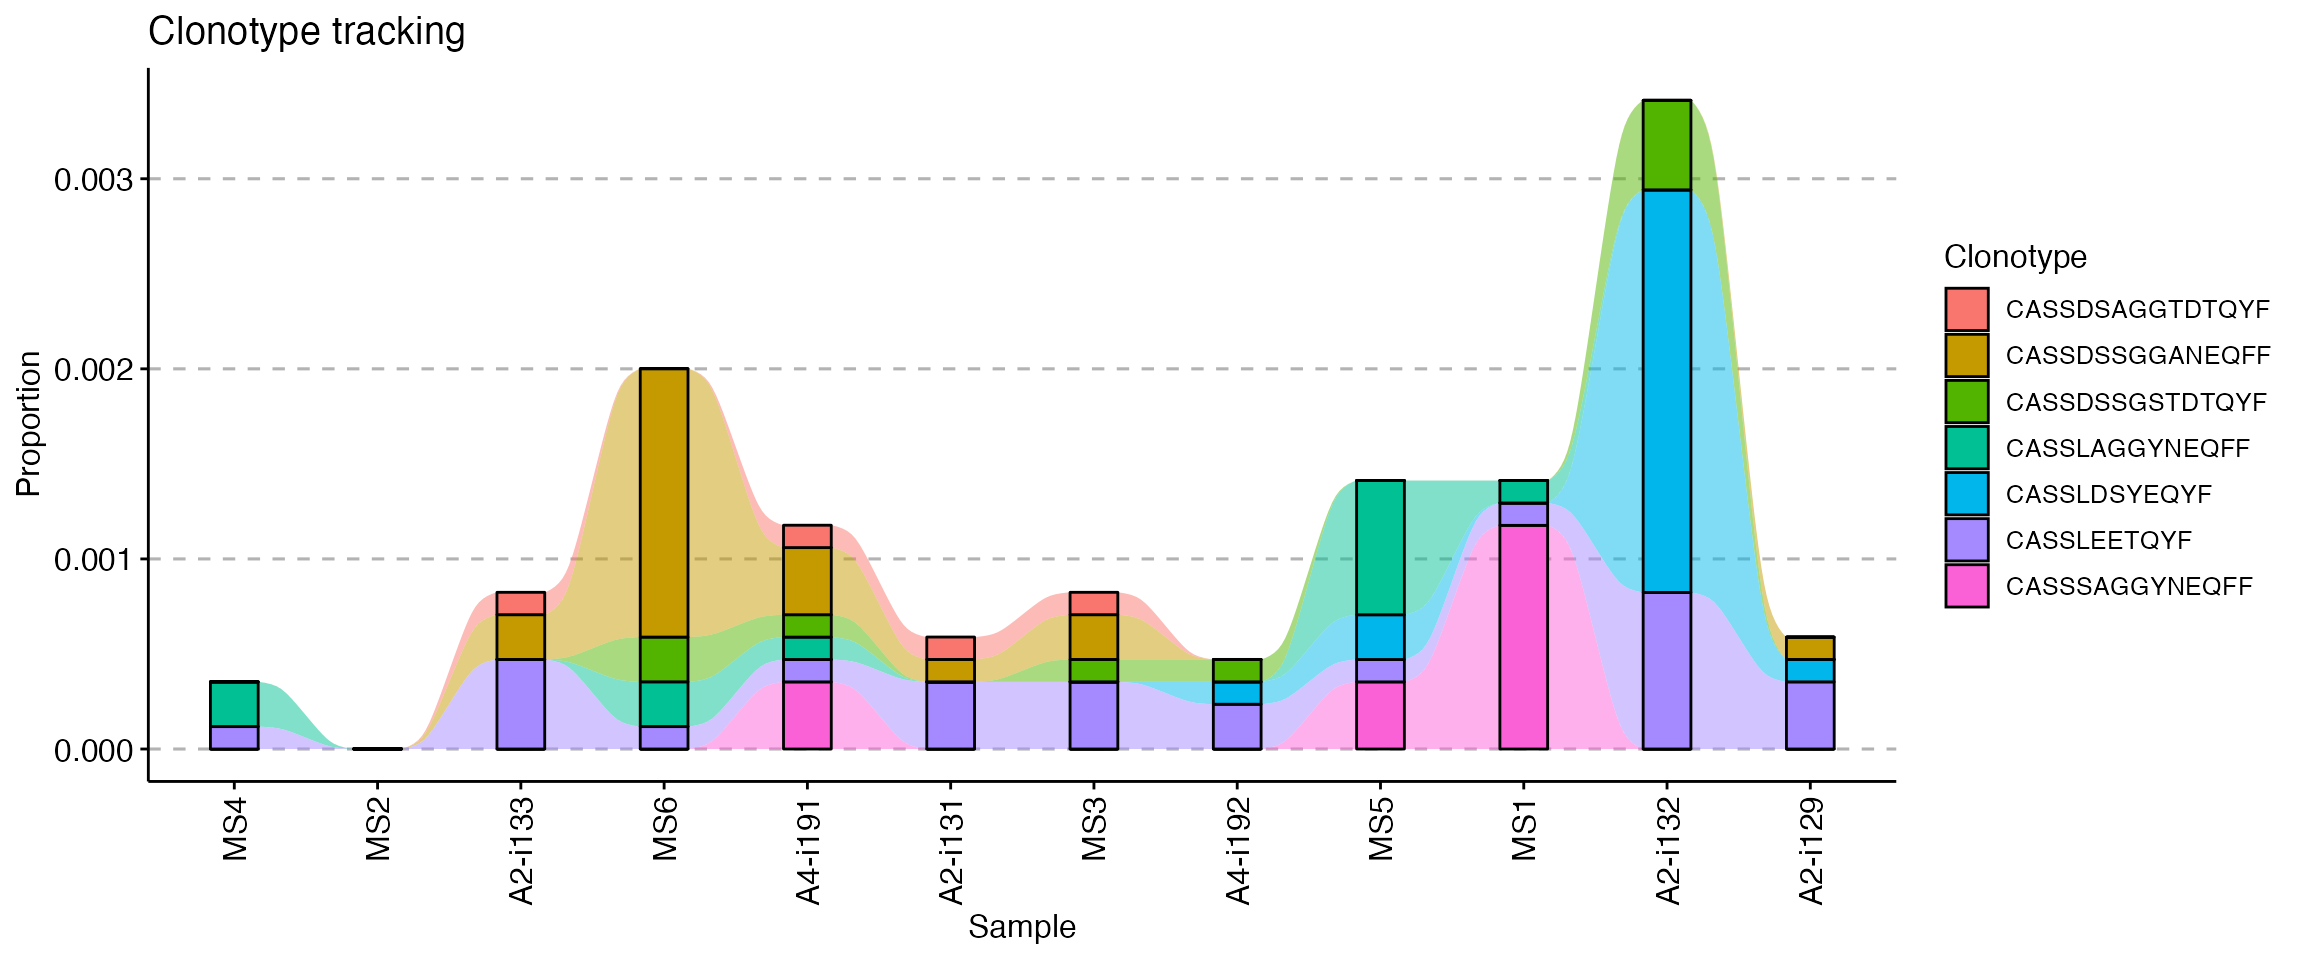 Clonotype tracking
Proportion
0.003
0.002
0.001
0.000
MS4
MS2
A2-i133
MS6
A4-i191
A2-i131
MS3
A4-i192
MS5
MS1
A2-i132
A2-i129
Sample
Clonotype
CASSDSAGGTDTQYF
CASSDSSGGANEQFF
CASSDSSGSTDTQYF
CASSLAGGYNEQFF
CASSLDSYEQYF
CASSLEETQYF
CASSSAGGYNEQFF